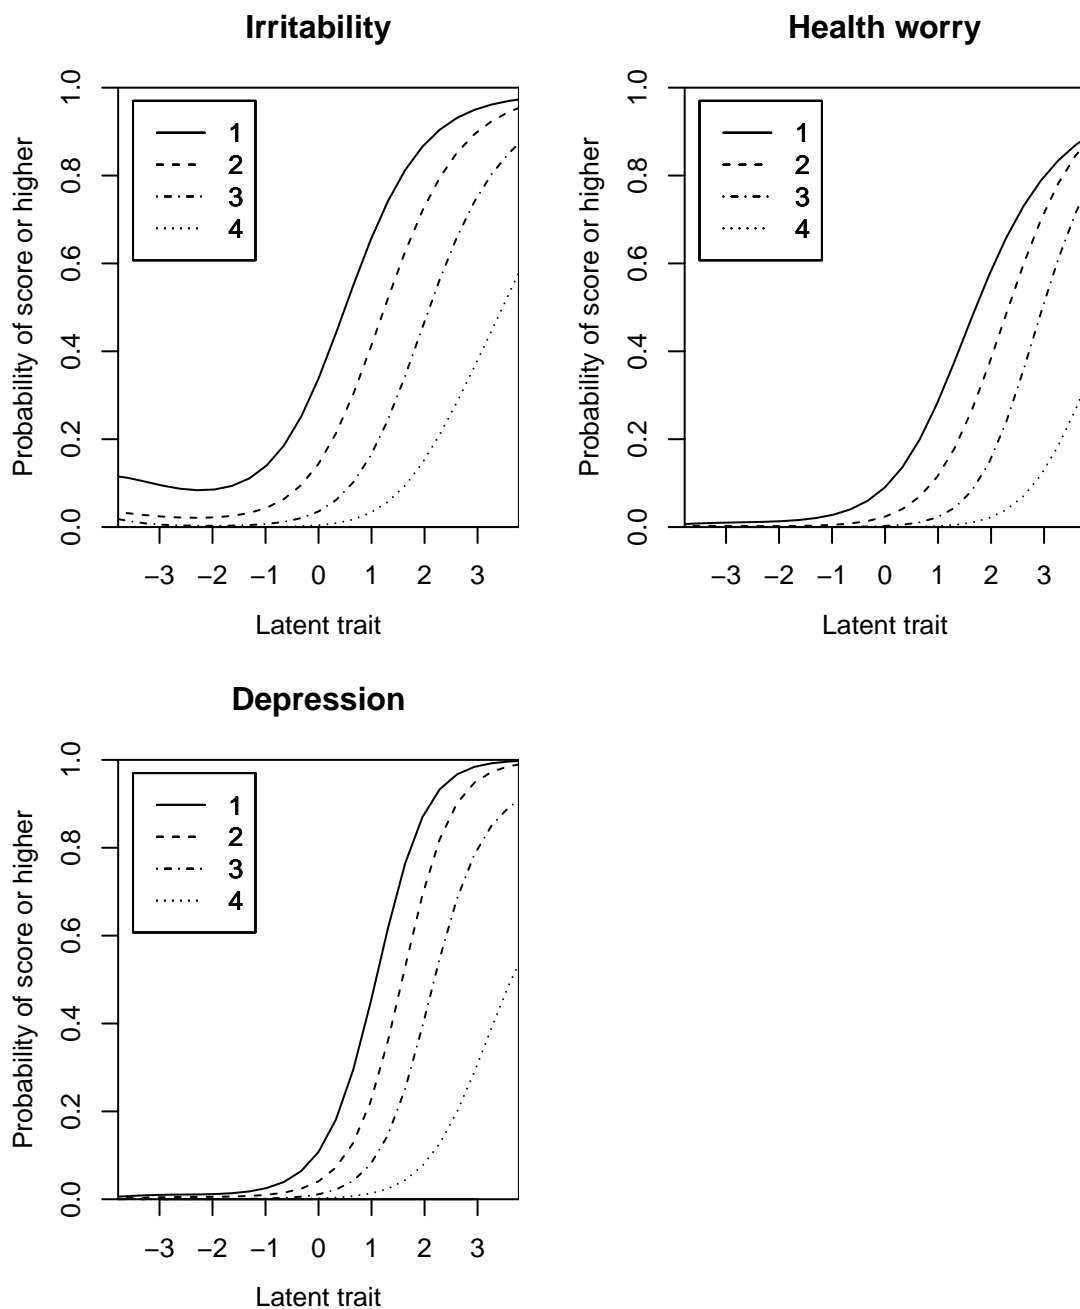 Irritability
Probability of score or higher
1.0
0.8
0.6
0.4
0.2
0.0
1
2
3
4
−3 −2 −1 0 1 2 3
Latent trait
Health worry
Probability of score or higher
1.0
0.8
0.6
0.4
0.2
0.0
1
2
3
4
−3 −2 −1 0 1 2 3
Latent trait
Depression
Probability of score or higher
1.0
0.8
0.6
0.4
0.2
0.0
1
2
3
4
−3 −2 −1 0 1 2 3
Latent trait